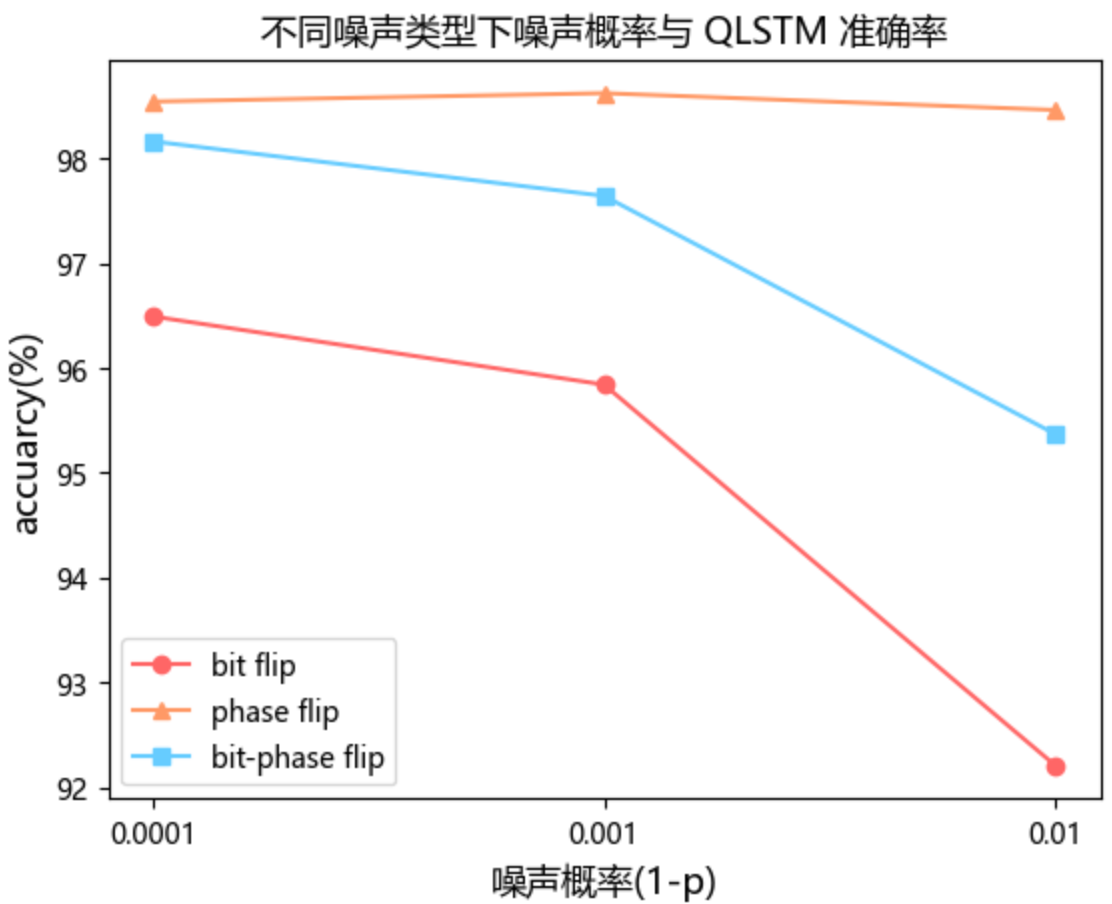 不同噪声类型下噪声概率与 QLSTM 准确率
accuarcy(%)
98
97
96
95
94
93
92
bit flip
phase flip
bit-phase flip
0.0001 0.001 0.01
噪声概率(1-p)